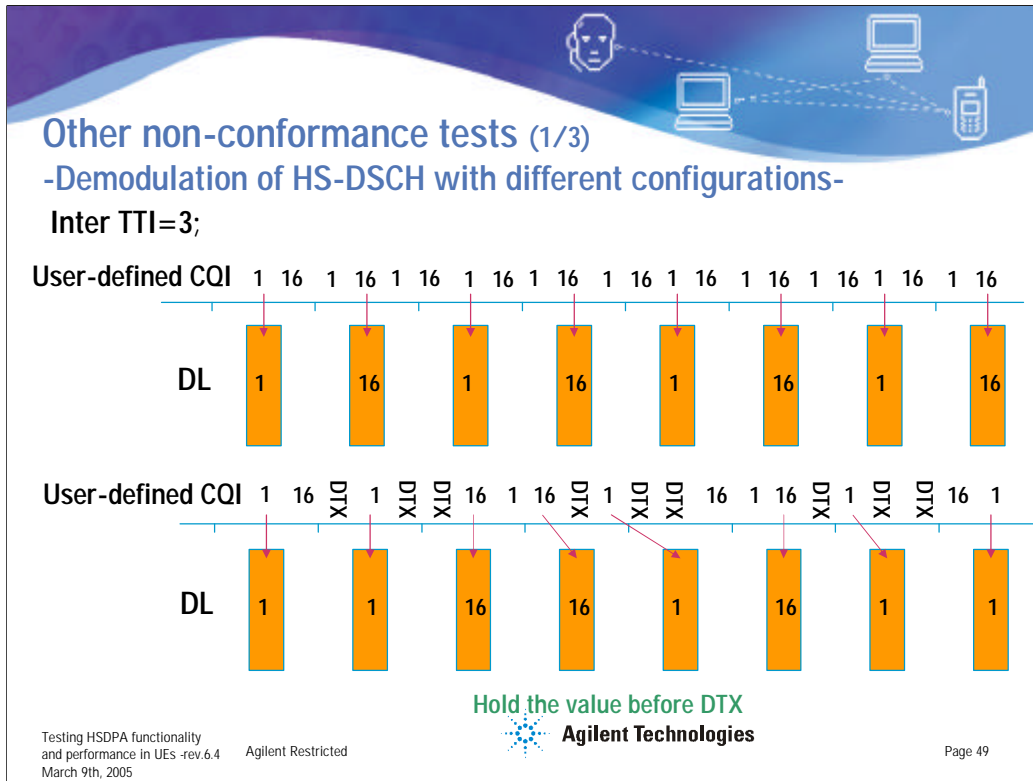 Other non-conformance tests (1/3)
-Demodulation of HS-DSCH with different configurations-
Inter TTI=3;
User-defined CQI 1 16 1 16 1 16 1 16 1 16 1 16 1 16 1 16 1 16 1 16 1 16
DL 1 16 1 16 1 16 1 16
User-defined CQI 1 16 DTX 1 DTX DTX 16 1 16 DTX 1 DTX DTX 16 1 16 DTX 1 DTX DTX 16 1
DL 1 1 16 16 1 16 1 1
Hold the value before DTX
Testing HSDPA functionality
and performance in UEs -rev.6.4
March 9th, 2005
Agilent Restricted
Agilent Technologies
Page 49